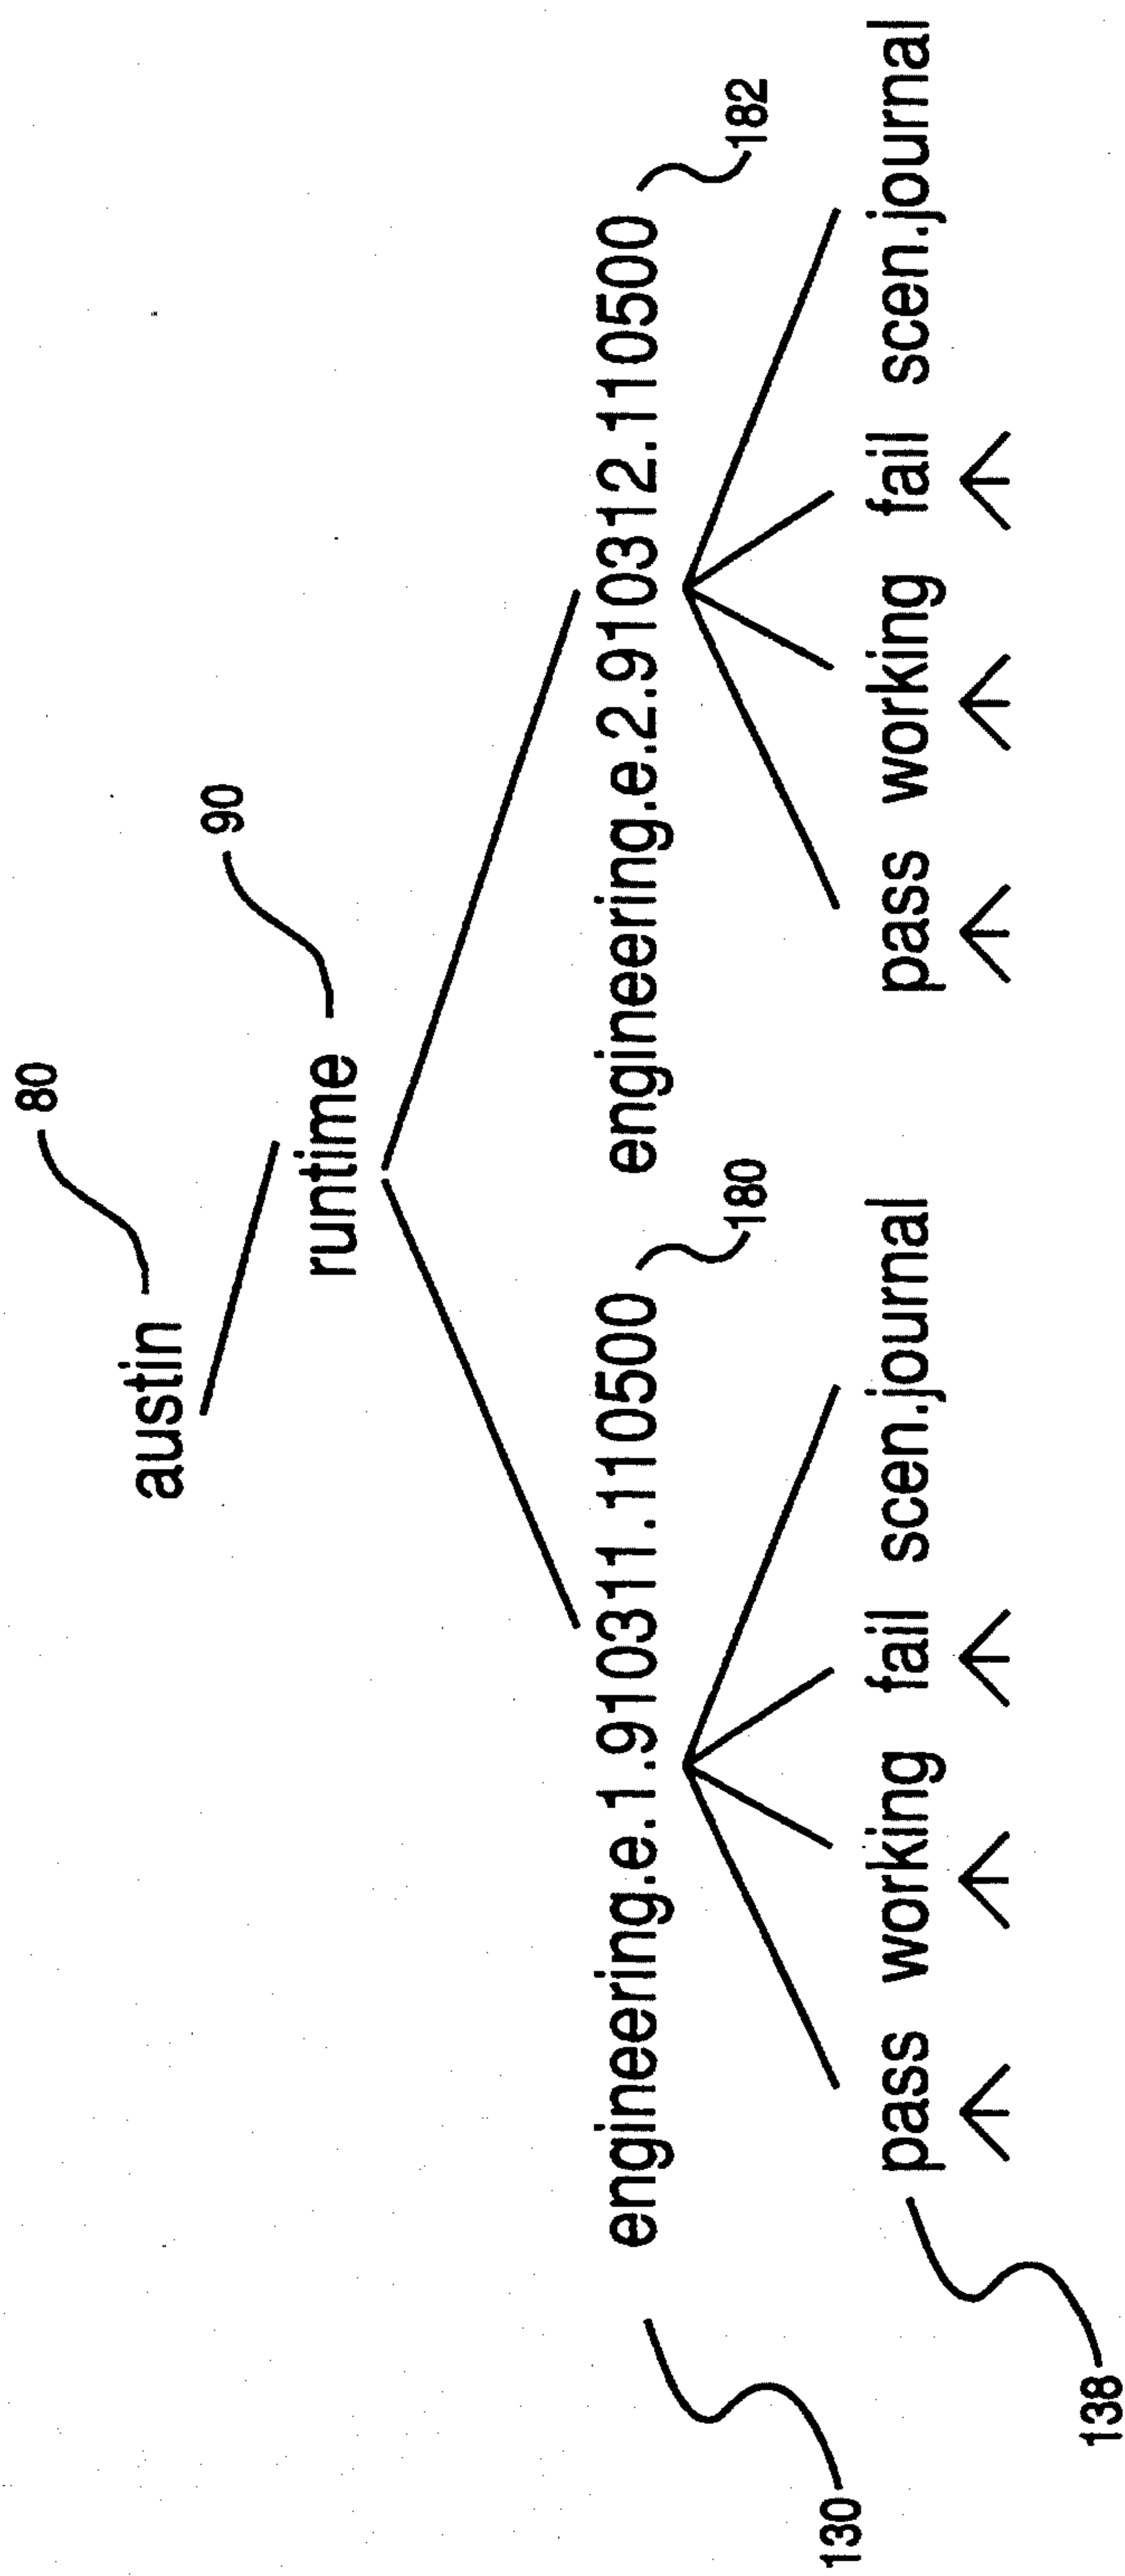 80
austin
90
runtime
engineering.e.1.910311.110500 engineering.e.2.910312.110500
130 180 182
pass working fail scen.journal pass working fail scen.journal
138